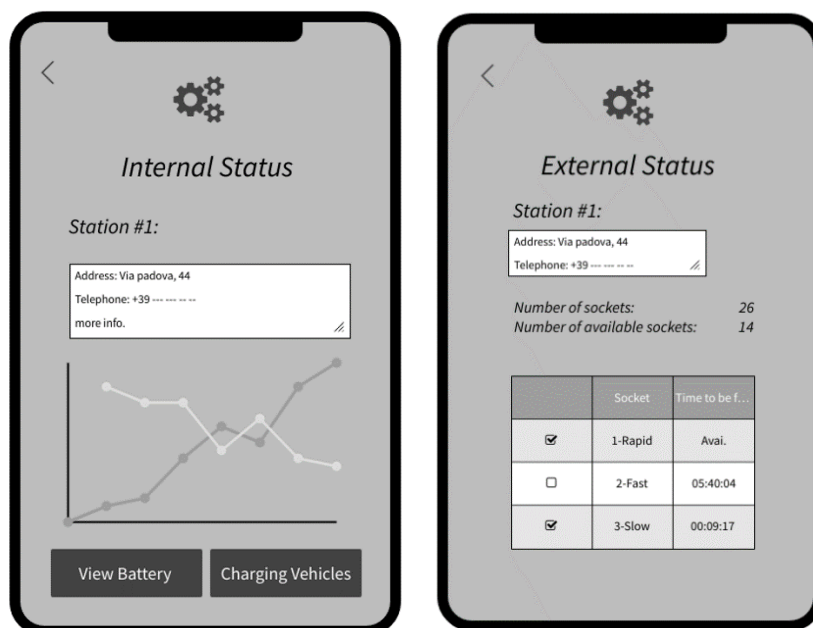 Internal Status
Station #1:
Address: Via padova, 44
Telephone: +39 --- --- -- --
more info.
View Battery
Charging Vehicles
External Status
Station #1:
Address: Via padova, 44
Telephone: +39 --- --- -- --
Number of sockets: 26
Number of available sockets: 14
Socket Time to be f...
1-Rapid Avai.
2-Fast 05:40:04
3-Slow 00:09:17